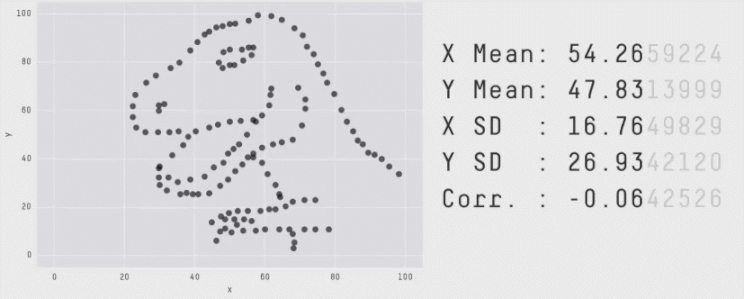 100
80
60
Y
40
20
0
0 20 40 60 80 100
x
X Mean: 54.2659224
Y Mean: 47.8313999
X SD : 16.7649829
Y SD : 26.9342120
Corr. : -0.0642526